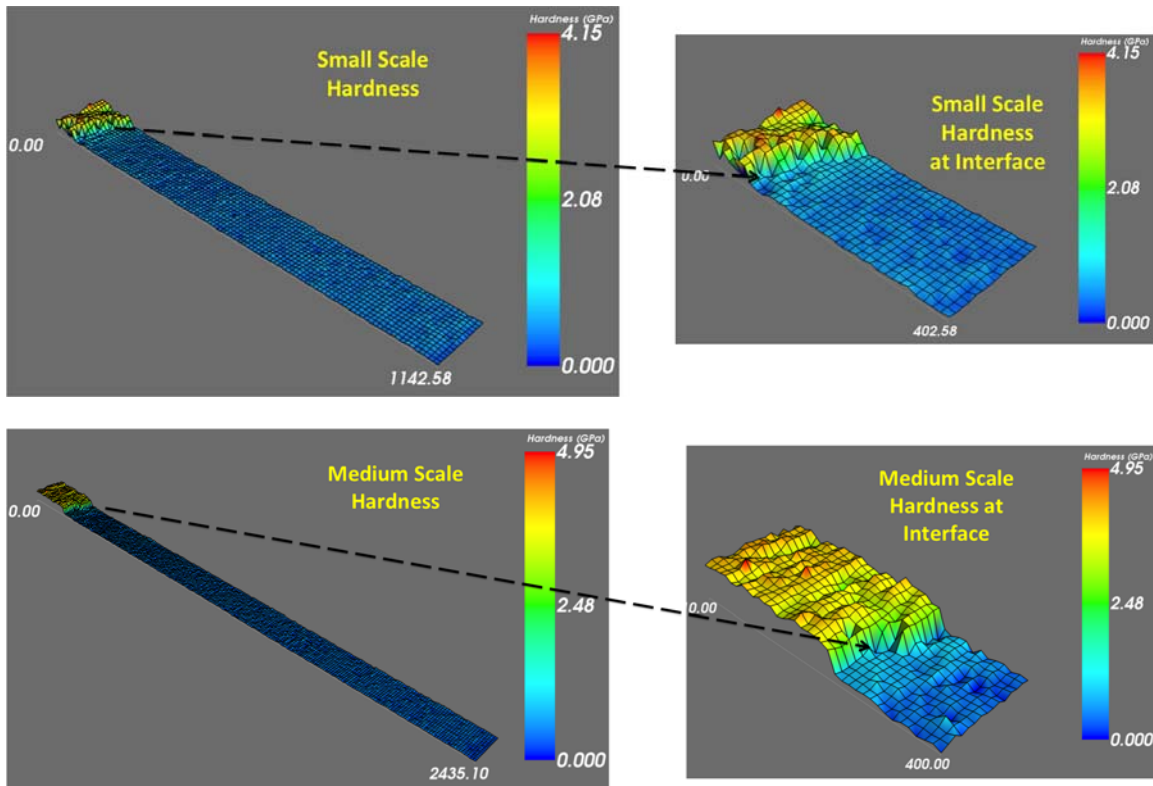 Hardness (GPa)
4.15
Small Scale
Hardness
0.00
2.08
0.000
1142.58
Hardness (GPa)
4.15
Small Scale
Hardness
at Interface
0.00
2.08
0.000
402.58
Hardness (GPa)
4.95
Medium Scale
Hardness
0.00
2.48
0.000
2435.10
Hardness (GPa)
4.95
Medium Scale
Hardness at
Interface
0.00
2.48
0.000
400.00